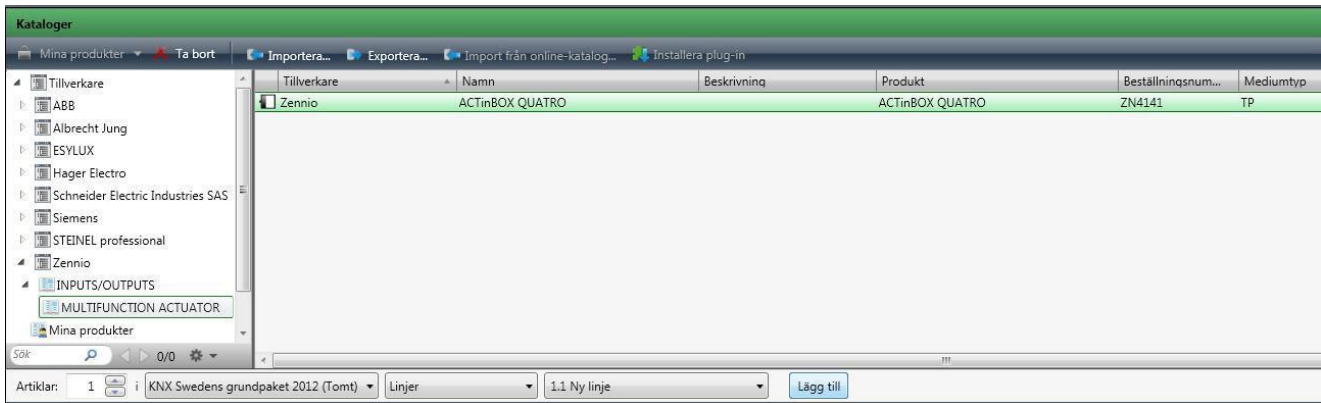 Kataloger
Mina produkter Ta bort Importera... Exportera... Import från online-katalog... Installera plug-in
Tillverkare
ABB
Albrecht Jung
ESYLUX
Hager Electro
Schneider Electric Industries SAS
Siemens
STEINEL professional
Zennio
INPUTS/OUTPUTS
MULTIFUNCTION ACTUATOR
Mina produkter
Sök 0/0
Tillverkare Namn Beskrivning Produkt Beställningsnum... Mediumtyp
Zennio ACTinBOX QUATRO ACTinBOX QUATRO ZN4141 TP
Artiklar: 1 i KNX Swedens grundpaket 2012 (Tomt) Linjer 1.1 Ny linje Lägg till